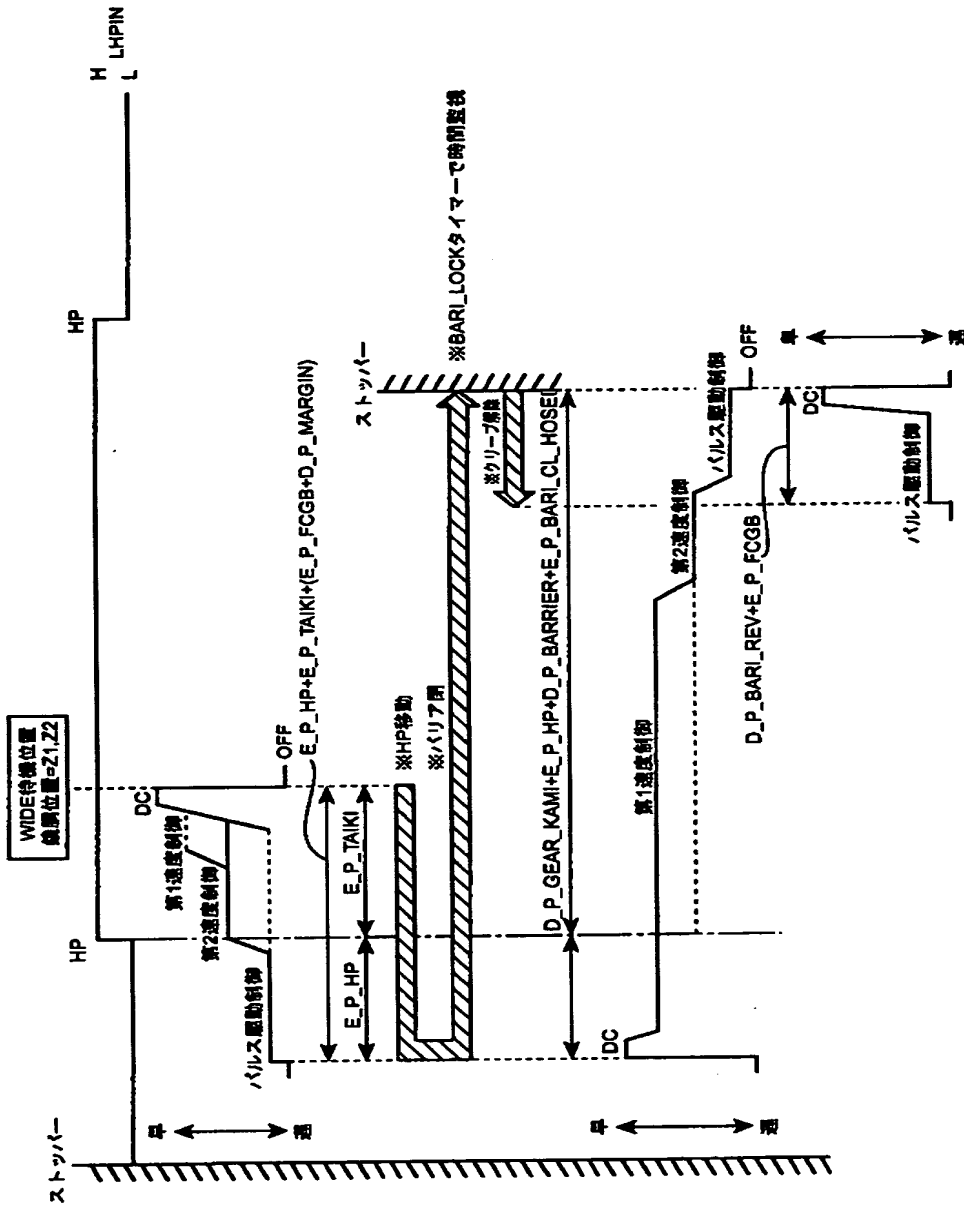 ストッパー
HP
WIDE待機位置
鏡胴位置=Z1,Z2
HP
H
L
LHPIN
早
遅
パルス駆動制御
第2速度制御
第1速度制御
DC
OFF
E_P_HP+E_P_TAIKI+(E_P_FCGB+D_P_MARGIN)
E_P_HP
E_P_TAIKI
※HP移動
※バリア閉
ストッパー
※BARI_LOCKタイマーで時間監視
※クリープ解除
D_P_GEAR_KAMI+E_P_HP+D_P_BARRIER+E_P_BARI_CL_HOSEI
早
遅
DC
第1速度制御
第2速度制御
パルス駆動制御
OFF
D_P_BARI_REV+E_P_FCGB
パルス駆動制御
DC
早
遅